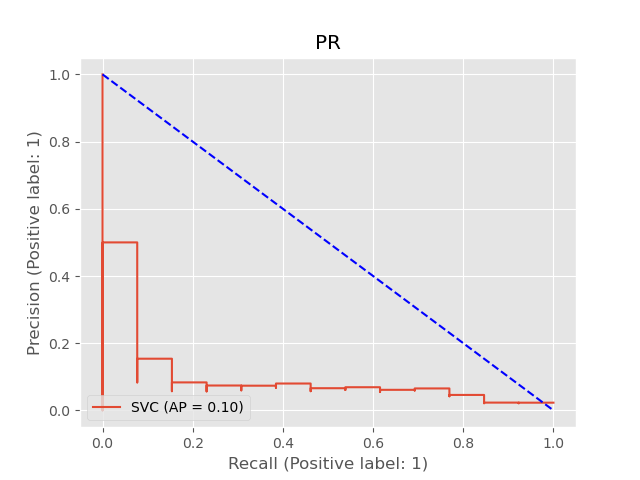 PR
Precision (Positive label: 1)
1.0
0.8
0.6
0.4
0.2
0.0
SVC (AP = 0.10)
0.0 0.2 0.4 0.6 0.8 1.0
Recall (Positive label: 1)